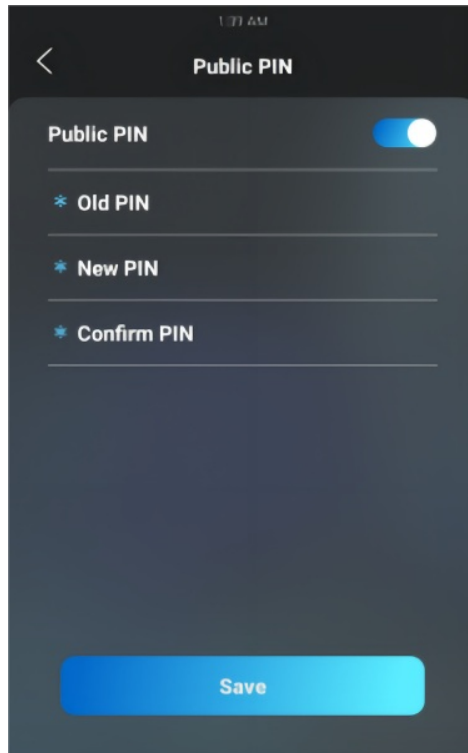 Public PIN
Public PIN
* Old PIN
* New PIN
* Confirm PIN
Save